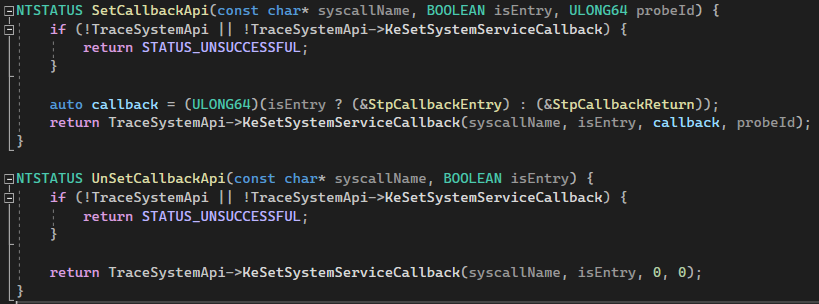 NTSTATUS SetCallbackApi(const char* syscallName, BOOLEAN isEntry, ULONG64 probeId) {
    if (!TraceSystemApi || !TraceSystemApi->KeSetSystemServiceCallback) {
        return STATUS_UNSUCCESSFUL;
    }

    auto callback = (ULONG64)(isEntry ? (&StpCallbackEntry) : (&StpCallbackReturn));
    return TraceSystemApi->KeSetSystemServiceCallback(syscallName, isEntry, callback, probeId);
}

NTSTATUS UnSetCallbackApi(const char* syscallName, BOOLEAN isEntry) {
    if (!TraceSystemApi || !TraceSystemApi->KeSetSystemServiceCallback) {
        return STATUS_UNSUCCESSFUL;
    }

    return TraceSystemApi->KeSetSystemServiceCallback(syscallName, isEntry, 0, 0);
}